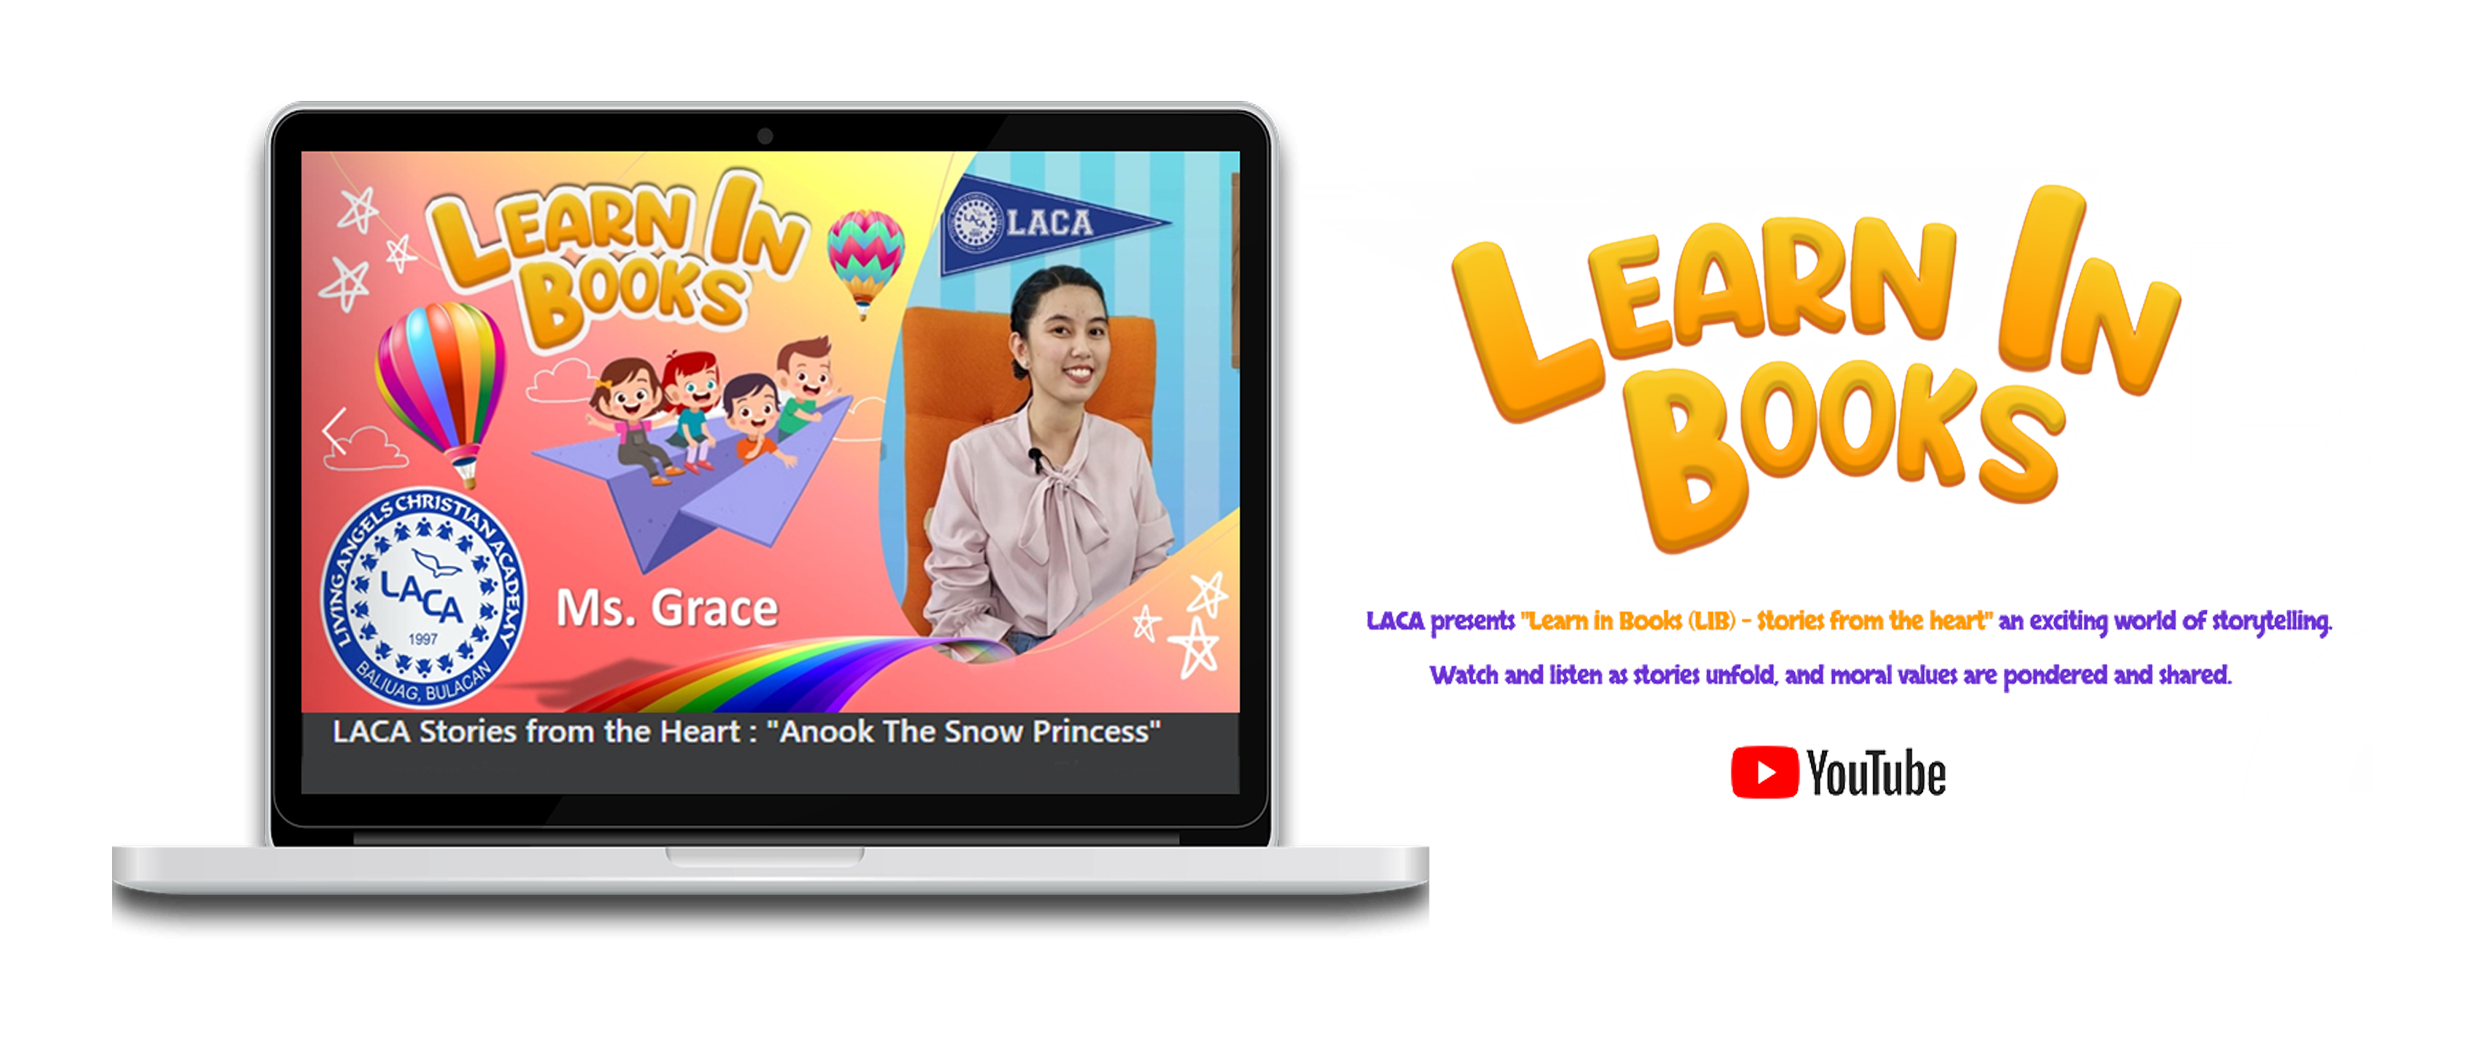 LEARN IN
BOOKS
LACA
LIVING ANGELS CHRISTIAN ACADEMY
LACA
1997
BALIUAG, BULACAN
Ms. Grace
LACA Stories from the Heart : "Anook The Snow Princess"
LEARN IN
BOOKS
LACA presents "Learn in Books (LIB) - Stories from the heart" an exciting world of storytelling.
Watch and listen as stories unfold, and moral values are pondered and shared.
YouTube